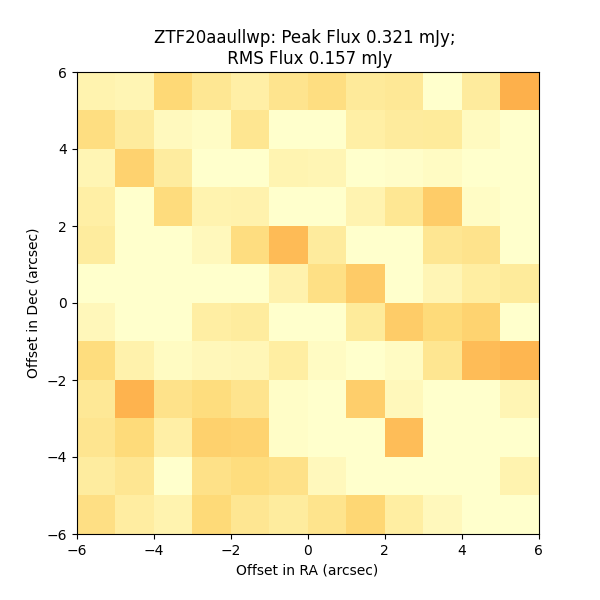 ZTF20aaullwp: Peak Flux 0.321 mJy;
RMS Flux 0.157 mJy
6
4
2
0
−2
−4
−6
Offset in Dec (arcsec)
−6 −4 −2 0 2 4 6
Offset in RA (arcsec)